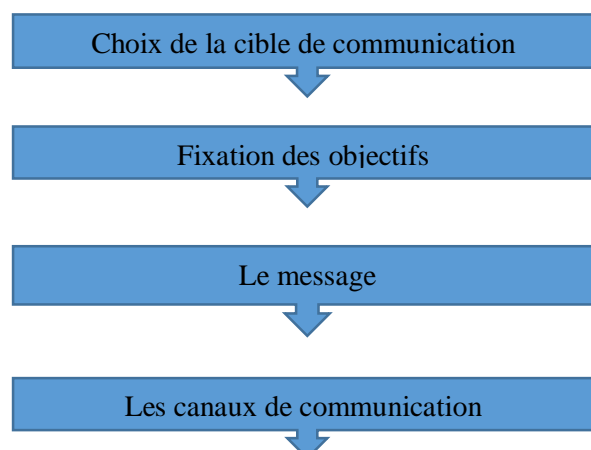 Choix de la cible de communication
Fixation des objectifs
Le message
Les canaux de communication